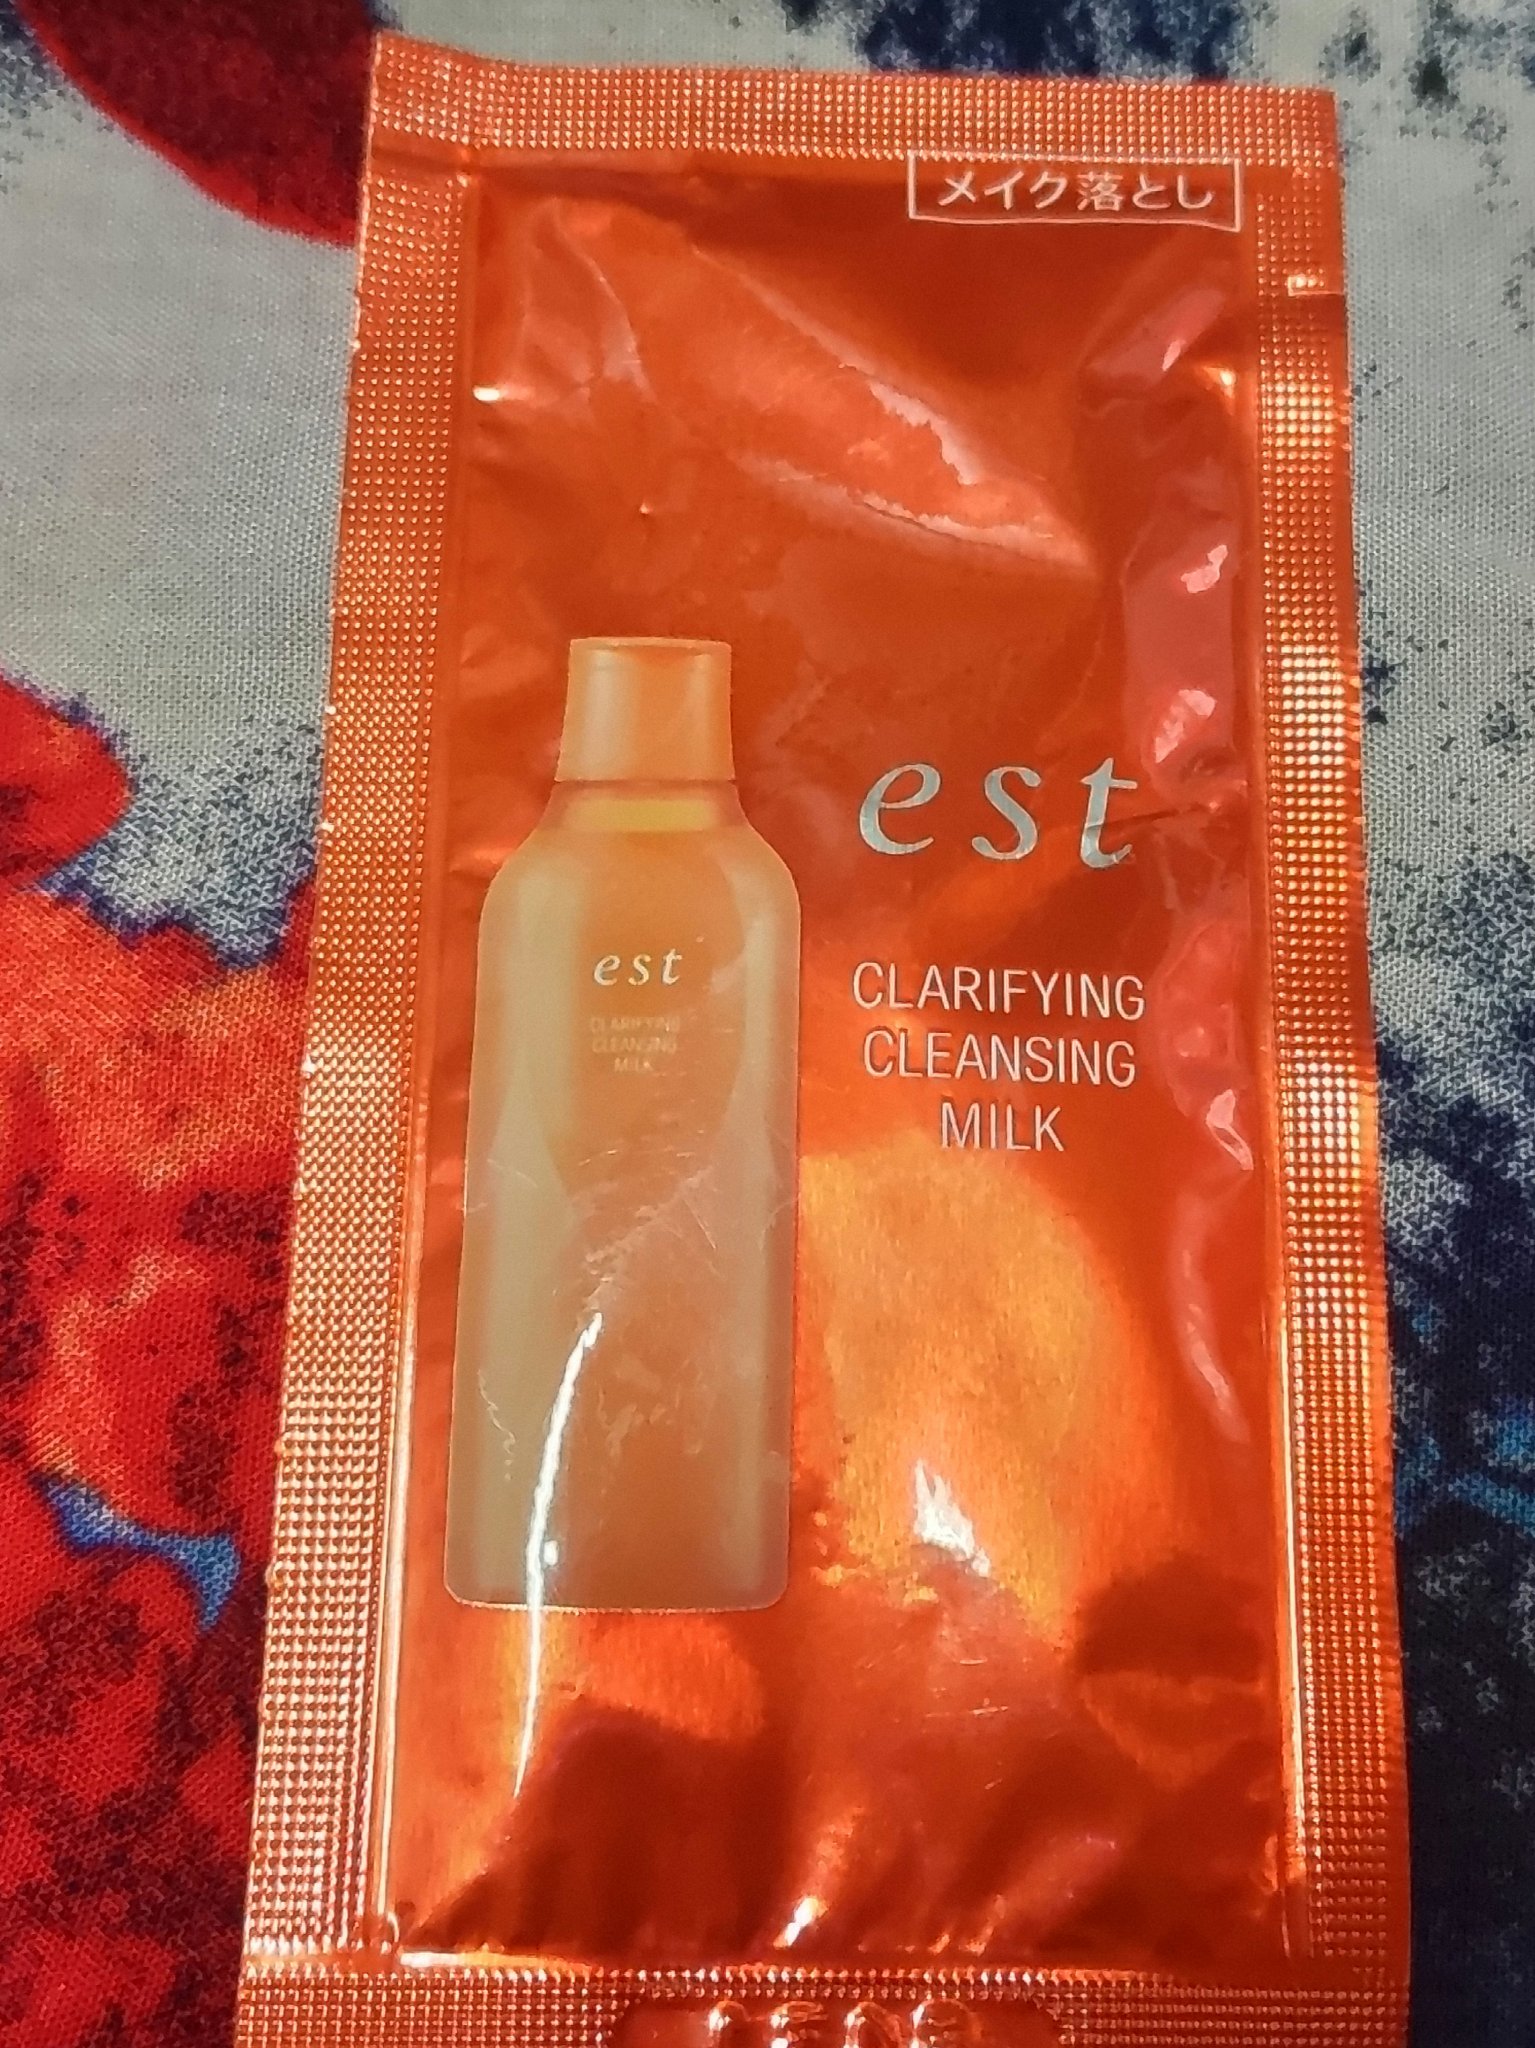 メイク落とし
est
CLARIFYING
CLEANSING
MILK
est
CLARIFYING
CLEANSING
MILK